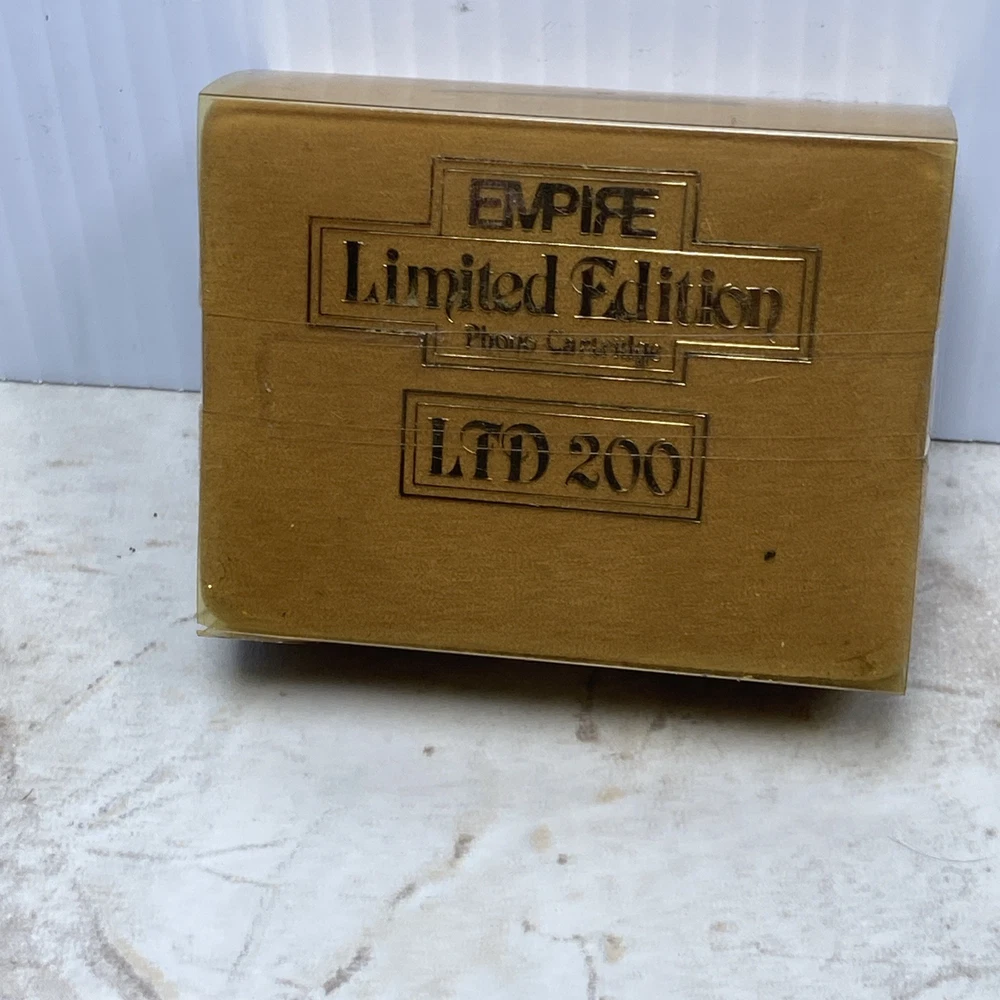 EMPIRE
Limited Edition
Phono Cartridge
LTD 200